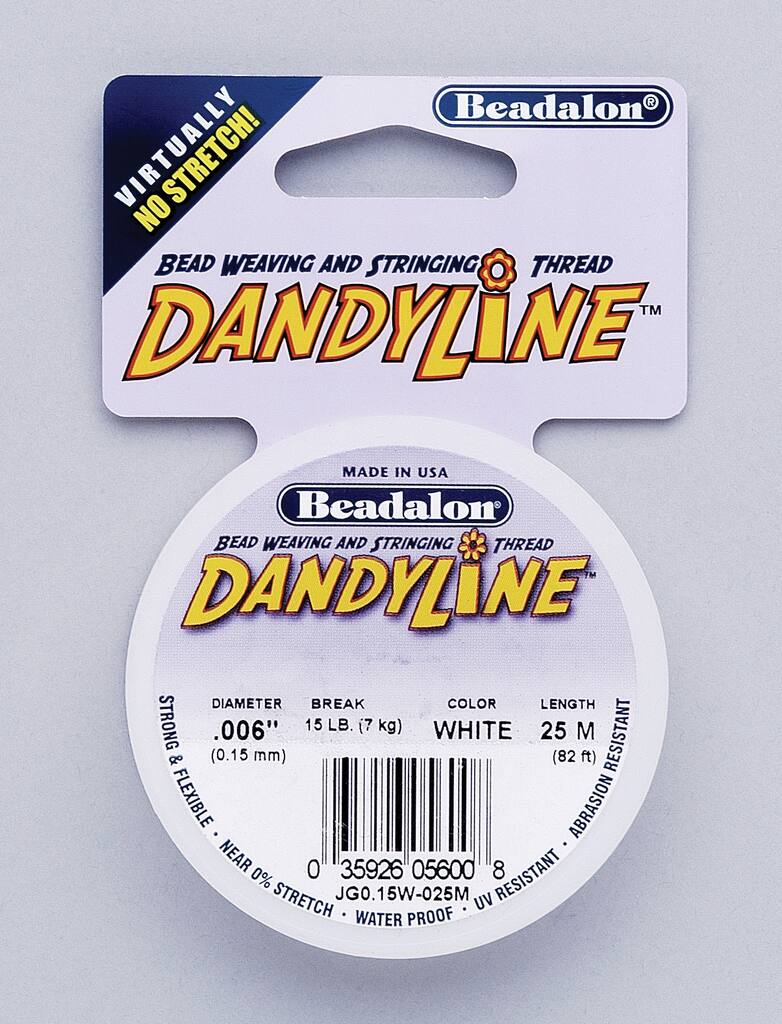 VIRTUALLY
NO STRETCH!
Beadalon®
BEAD WEAVING AND STRINGING THREAD
DANDYLINE™
MADE IN USA
Beadalon®
BEAD WEAVING AND STRINGING THREAD
DANDYLINE™
DIAMETER BREAK COLOR LENGTH
.006" 15 LB. (7 kg) WHITE 25 M
(0.15 mm) (82 ft)
0 35926 05600 8
JG0.15W-025M
STRONG & FLEXIBLE · NEAR 0% STRETCH · WATER PROOF · UV RESISTANT · ABRASION RESISTANT